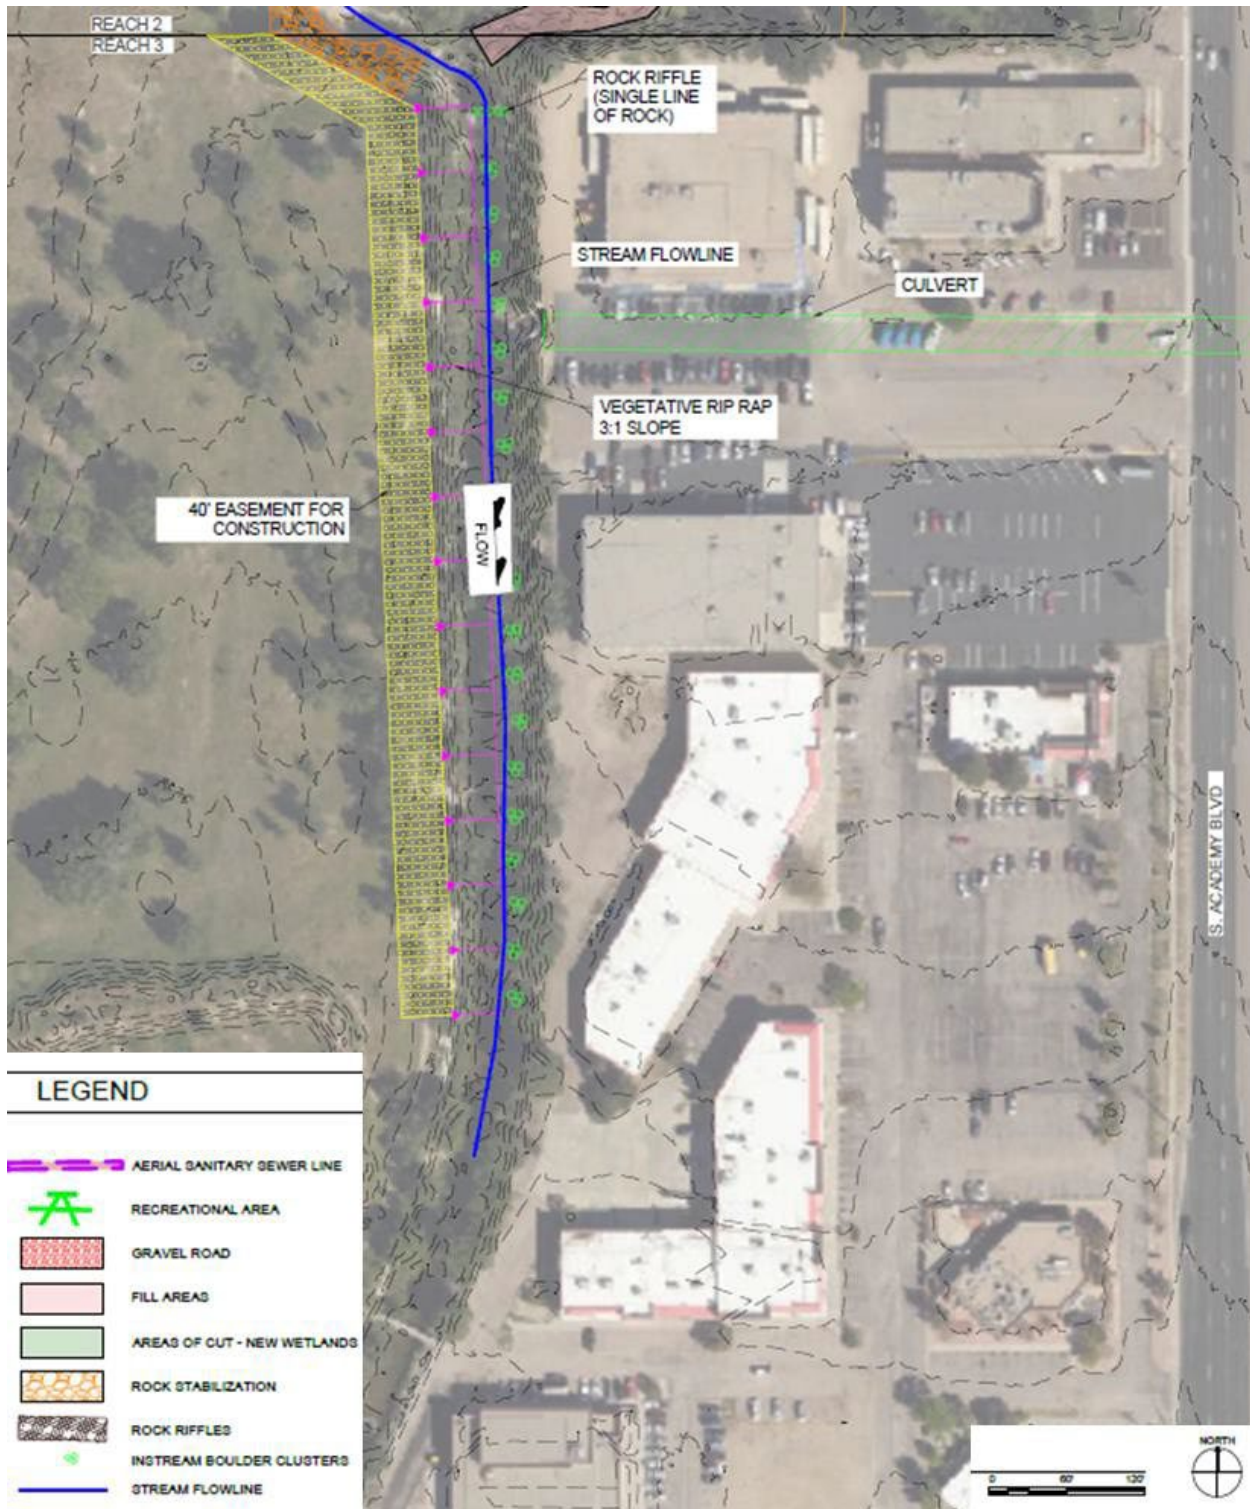 REACH 2
REACH 3
ROCK RIFFLE
(SINGLE LINE
OF ROCK)
STREAM FLOWLINE
CULVERT
VEGETATIVE RIP RAP
3:1 SLOPE
40' EASEMENT FOR
CONSTRUCTION
FLOW
S. ACADEMY BLVD
LEGEND
AERIAL SANITARY SEWER LINE
RECREATIONAL AREA
GRAVEL ROAD
FILL AREAS
AREAS OF CUT - NEW WETLANDS
ROCK STABILIZATION
ROCK RIFFLES
INSTREAM BOULDER CLUSTERS
STREAM FLOWLINE
NORTH
0 60' 120'